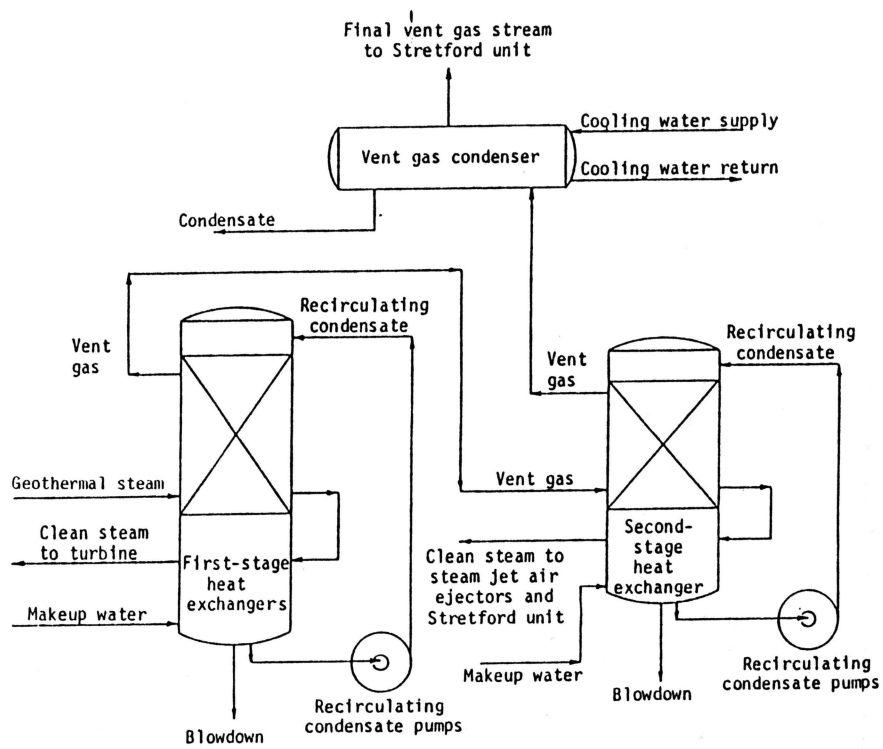 Final vent gas stream
to Stretford unit
Cooling water supply
Vent gas condenser
Cooling water return
Condensate
Recirculating
condensate
Vent
gas
Recirculating
condensate
Vent
gas
Geothermal steam
Vent gas
Clean steam
to turbine
First-stage
heat
exchangers
Clean steam to
steam jet air
ejectors and
Stretford unit
Second-
stage
heat
exchanger
Makeup water
Makeup water
Recirculating
condensate pumps
Blowdown
Recirculating
condensate pumps
Blowdown